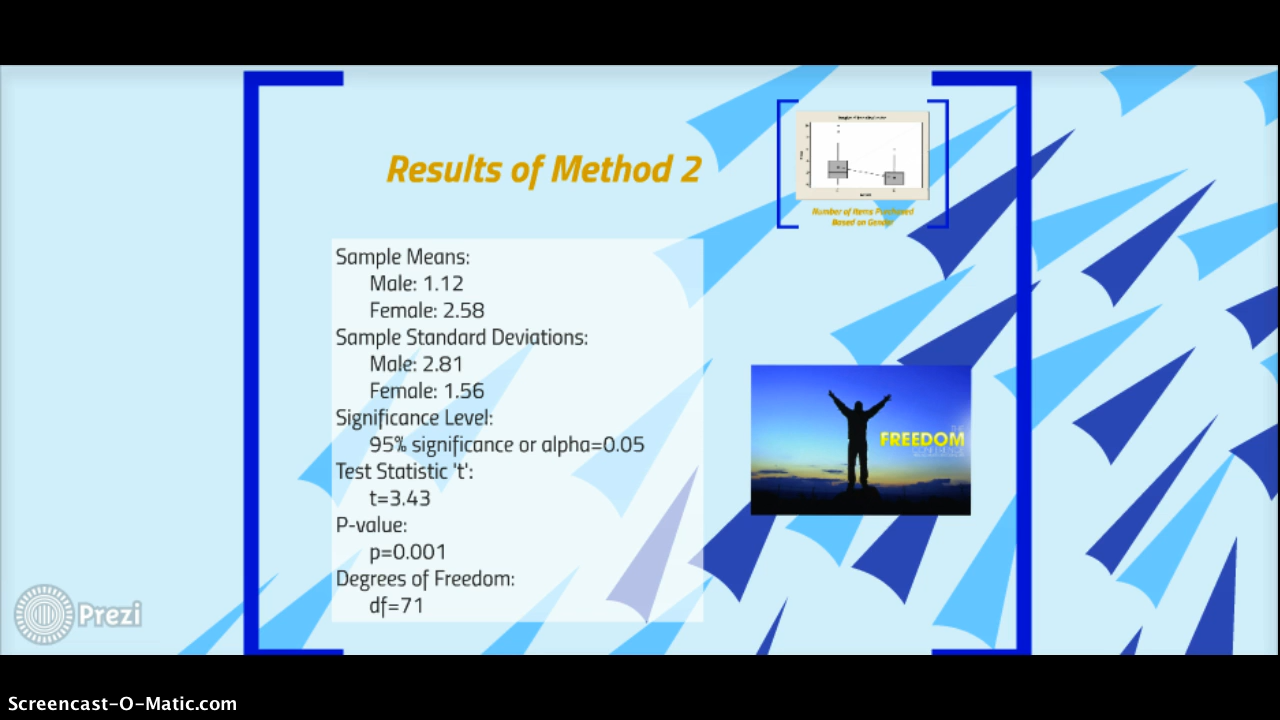 Results of Method 2
Number of Items Purchased
Based on Gender
Sample Means:
Male: 1.12
Female: 2.58
Sample Standard Deviations:
Male: 2.81
Female: 1.56
Significance Level:
95% significance or alpha=0.05
Test Statistic 't':
t=3.43
P-value:
p=0.001
Degrees of Freedom:
df=71
FREEDOM
Prezi
Screencast-O-Matic.com